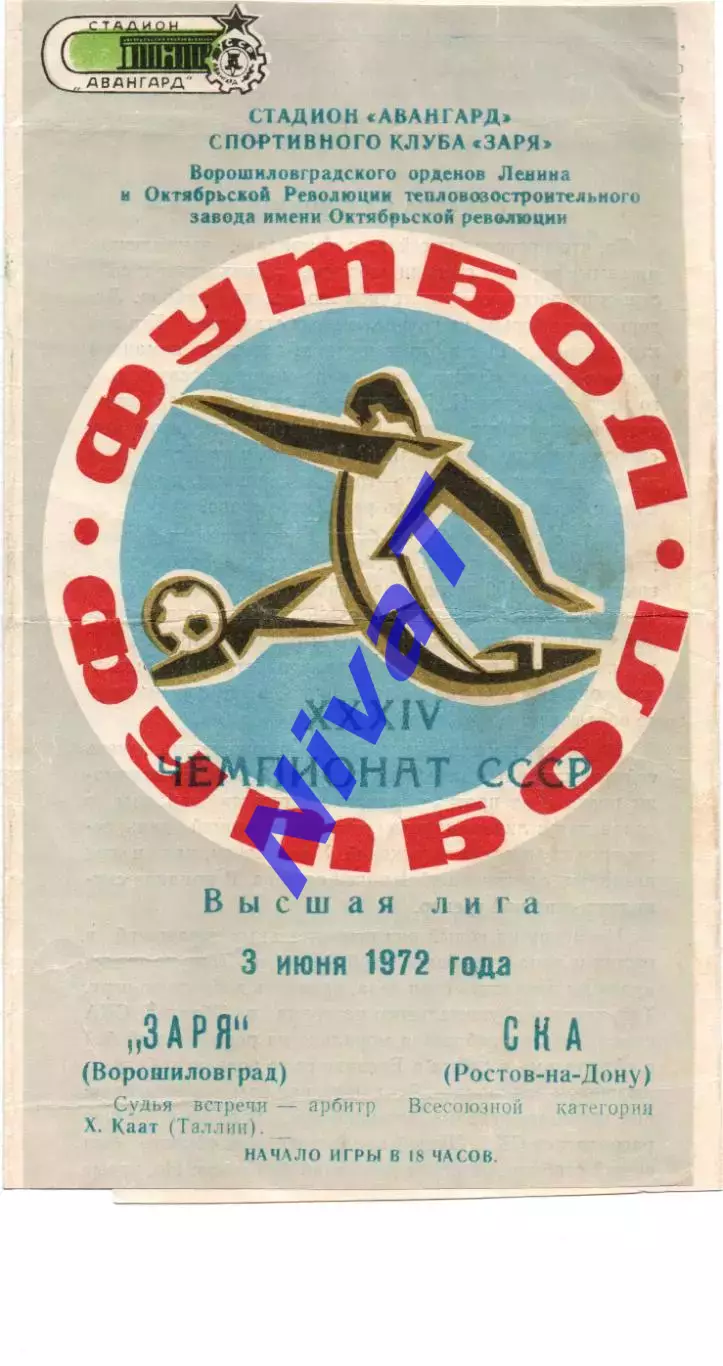 СТАДИОН
„АВАНГАРД"
СТАДИОН «АВАНГАРД»
СПОРТИВНОГО КЛУБА «ЗАРЯ»
Ворошиловградского орденов Ленина
и Октябрьской Революции тепловозостроительного
завода имени Октябрьской революции
ФУТБОЛ · ФУТБОЛ ·
NivaT
XXXIV
ЧЕМПИОНАТ СССР
Высшая лига
3 июня 1972 года
„ЗАРЯ" СКА
(Ворошиловград) (Ростов-на-Дону)
Судья встречи — арбитр Всесоюзной категории
Х. Каат (Таллин).
НАЧАЛО ИГРЫ В 18 ЧАСОВ.